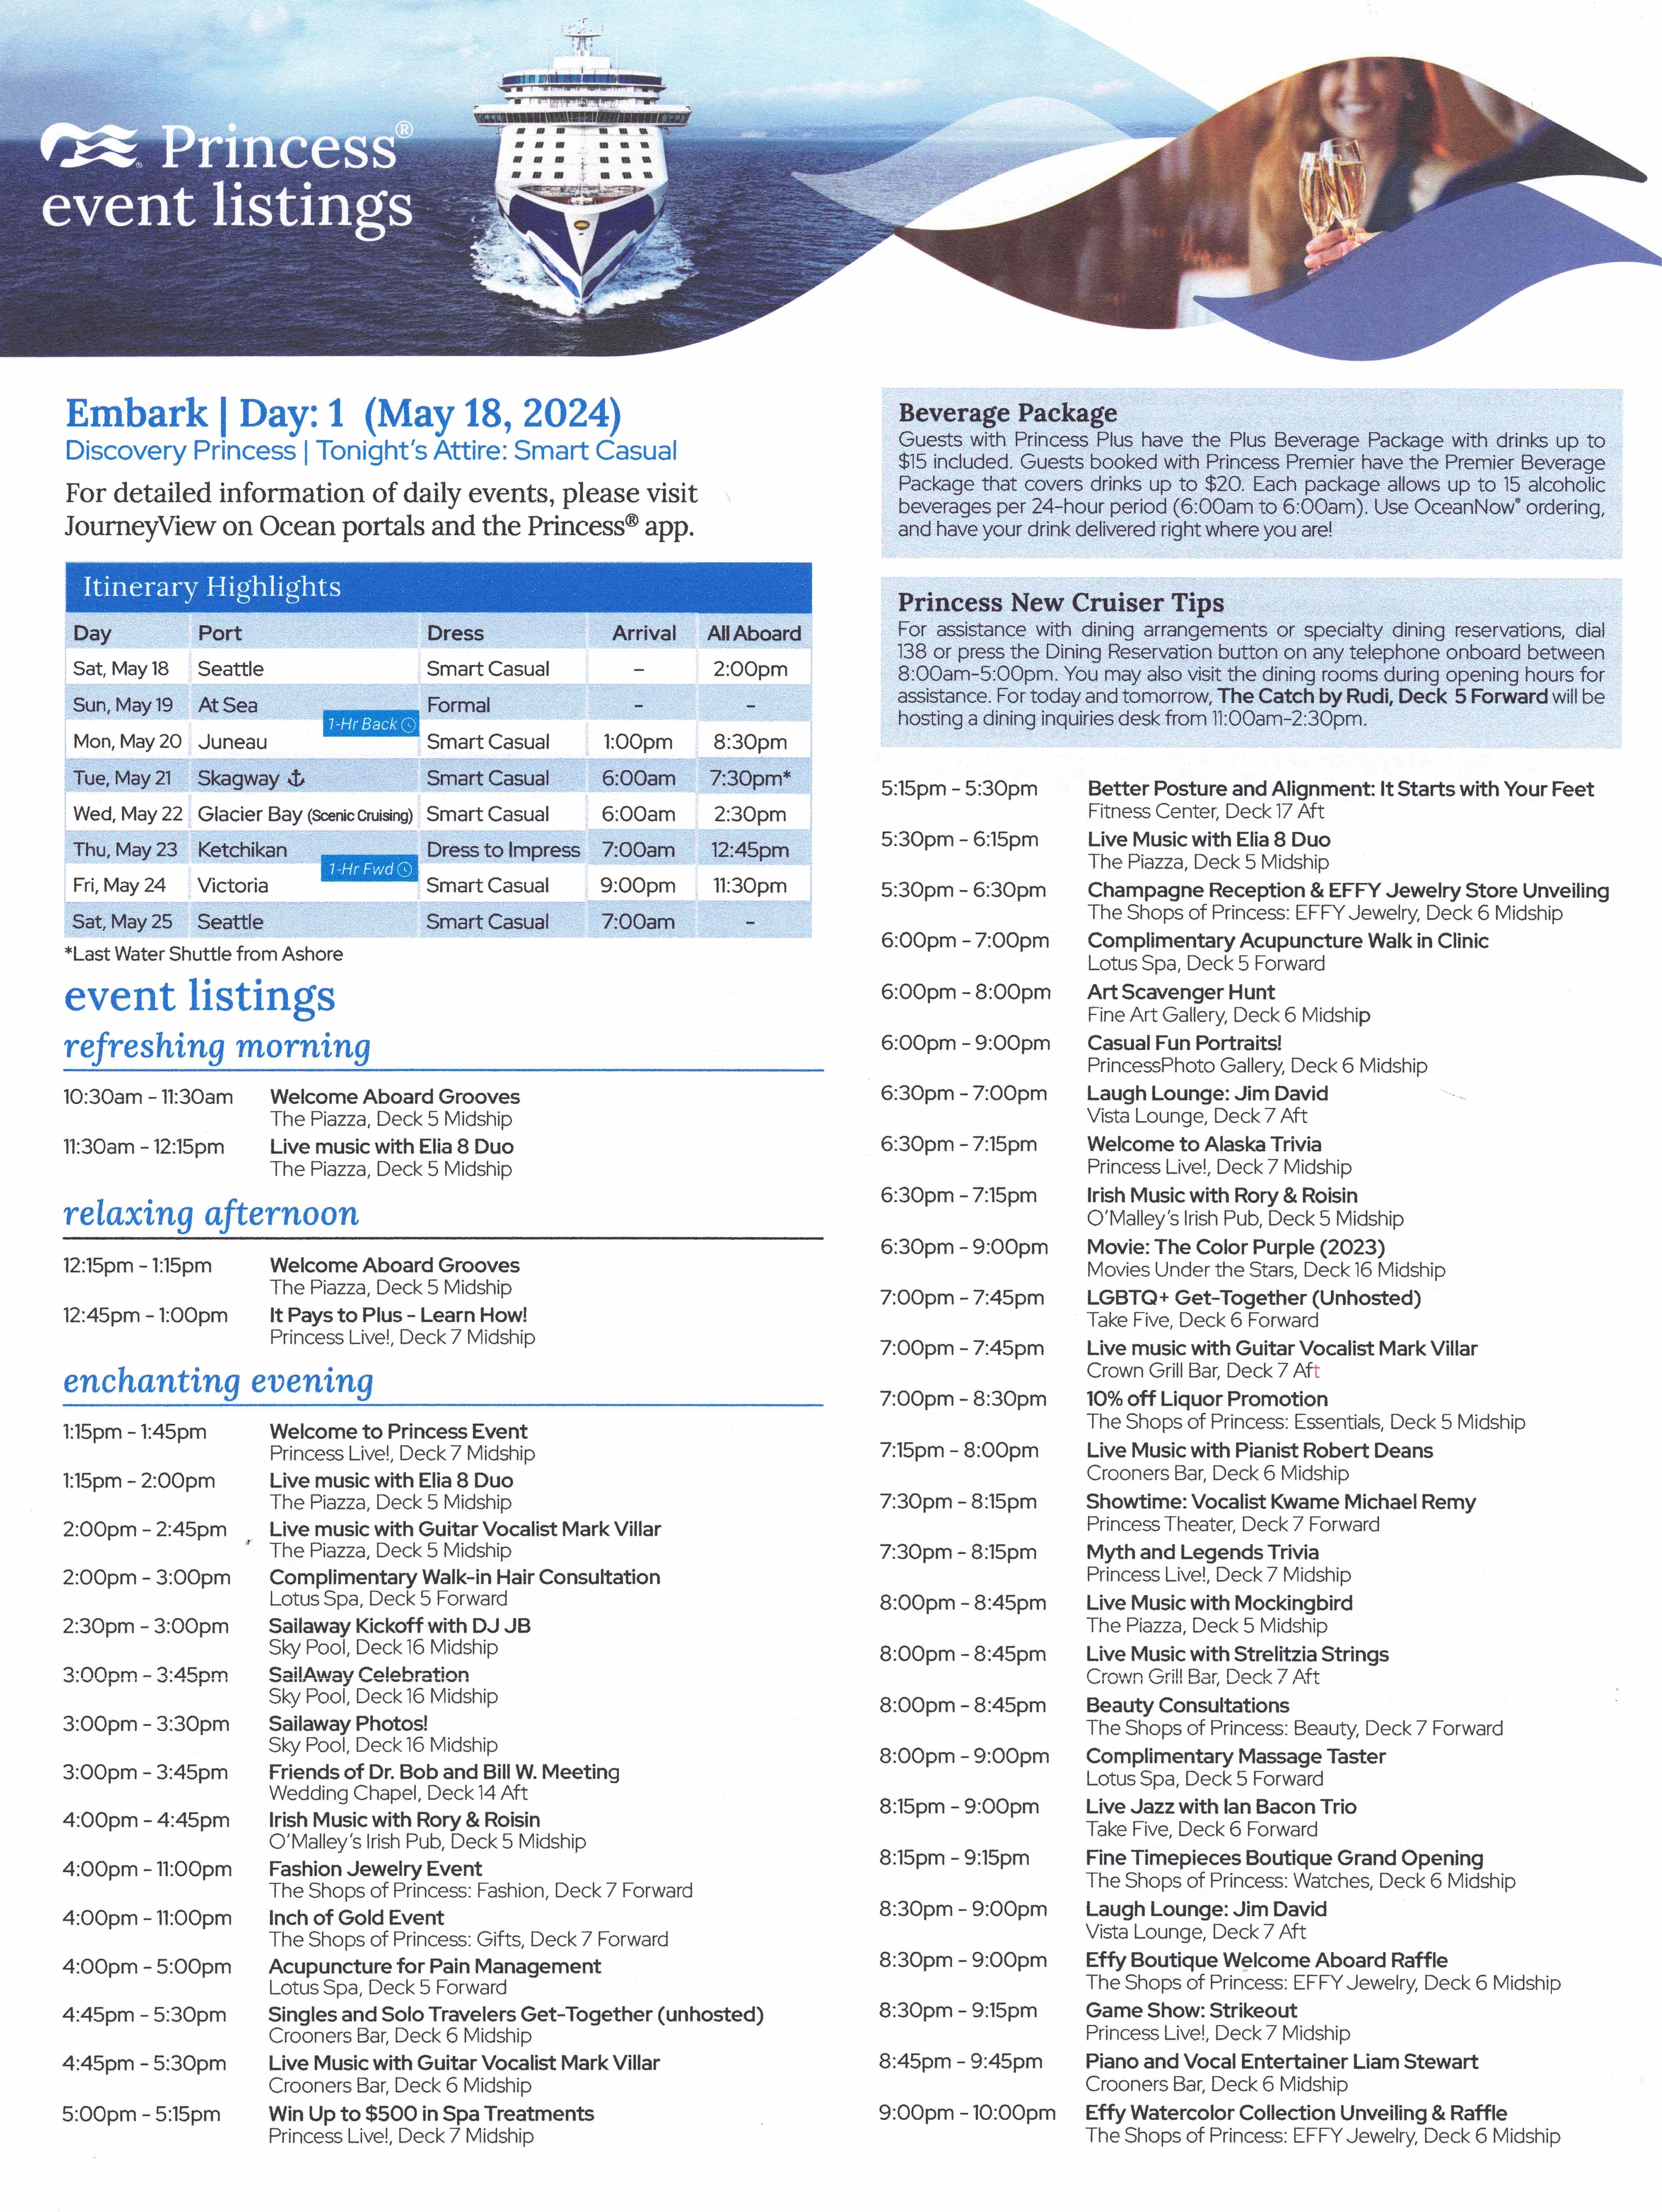 Princess®
event listings
Embark | Day: 1 (May 18, 2024)
Discovery Princess | Tonight's Attire: Smart Casual
For detailed information of daily events, please visit
JourneyView on Ocean portals and the Princess® app.
Itinerary Highlights
Day Port Dress Arrival All Aboard
Sat, May 18 Seattle Smart Casual – 2:00pm
Sun, May 19 At Sea Formal - -
1-Hr Back
Mon, May 20 Juneau Smart Casual 1:00pm 8:30pm
Tue, May 21 Skagway Smart Casual 6:00am 7:30pm*
Wed, May 22 Glacier Bay (Scenic Cruising) Smart Casual 6:00am 2:30pm
Thu, May 23 Ketchikan Dress to Impress 7:00am 12:45pm
1-Hr Fwd
Fri, May 24 Victoria Smart Casual 9:00pm 11:30pm
Sat, May 25 Seattle Smart Casual 7:00am -
*Last Water Shuttle from Ashore
event listings
refreshing morning
10:30am – 11:30am Welcome Aboard Grooves
The Piazza, Deck 5 Midship
11:30am – 12:15pm Live music with Elia 8 Duo
The Piazza, Deck 5 Midship
relaxing afternoon
12:15pm – 1:15pm Welcome Aboard Grooves
The Piazza, Deck 5 Midship
12:45pm – 1:00pm It Pays to Plus – Learn How!
Princess Live!, Deck 7 Midship
enchanting evening
1:15pm – 1:45pm Welcome to Princess Event
Princess Live!, Deck 7 Midship
1:15pm – 2:00pm Live music with Elia 8 Duo
The Piazza, Deck 5 Midship
2:00pm – 2:45pm Live music with Guitar Vocalist Mark Villar
The Piazza, Deck 5 Midship
2:00pm – 3:00pm Complimentary Walk-in Hair Consultation
Lotus Spa, Deck 5 Forward
2:30pm – 3:00pm Sailaway Kickoff with DJ JB
Sky Pool, Deck 16 Midship
3:00pm – 3:45pm SailAway Celebration
Sky Pool, Deck 16 Midship
3:00pm – 3:30pm Sailaway Photos!
Sky Pool, Deck 16 Midship
3:00pm – 3:45pm Friends of Dr. Bob and Bill W. Meeting
Wedding Chapel, Deck 14 Aft
4:00pm – 4:45pm Irish Music with Rory & Roisin
O'Malley's Irish Pub, Deck 5 Midship
4:00pm – 11:00pm Fashion Jewelry Event
The Shops of Princess: Fashion, Deck 7 Forward
4:00pm – 11:00pm Inch of Gold Event
The Shops of Princess: Gifts, Deck 7 Forward
4:00pm – 5:00pm Acupuncture for Pain Management
Lotus Spa, Deck 5 Forward
4:45pm – 5:30pm Singles and Solo Travelers Get-Together (unhosted)
Crooners Bar, Deck 6 Midship
4:45pm – 5:30pm Live Music with Guitar Vocalist Mark Villar
Crooners Bar, Deck 6 Midship
5:00pm – 5:15pm Win Up to $500 in Spa Treatments
Princess Live!, Deck 7 Midship
Beverage Package
Guests with Princess Plus have the Plus Beverage Package with drinks up to
$15 included. Guests booked with Princess Premier have the Premier Beverage
Package that covers drinks up to $20. Each package allows up to 15 alcoholic
beverages per 24-hour period (6:00am to 6:00am). Use OceanNow® ordering,
and have your drink delivered right where you are!
Princess New Cruiser Tips
For assistance with dining arrangements or specialty dining reservations, dial
138 or press the Dining Reservation button on any telephone onboard between
8:00am-5:00pm. You may also visit the dining rooms during opening hours for
assistance. For today and tomorrow, The Catch by Rudi, Deck 5 Forward will be
hosting a dining inquiries desk from 11:00am-2:30pm.
5:15pm – 5:30pm Better Posture and Alignment: It Starts with Your Feet
Fitness Center, Deck 17 Aft
5:30pm – 6:15pm Live Music with Elia 8 Duo
The Piazza, Deck 5 Midship
5:30pm – 6:30pm Champagne Reception & EFFY Jewelry Store Unveiling
The Shops of Princess: EFFY Jewelry, Deck 6 Midship
6:00pm – 7:00pm Complimentary Acupuncture Walk in Clinic
Lotus Spa, Deck 5 Forward
6:00pm – 8:00pm Art Scavenger Hunt
Fine Art Gallery, Deck 6 Midship
6:00pm – 9:00pm Casual Fun Portraits!
PrincessPhoto Gallery, Deck 6 Midship
6:30pm – 7:00pm Laugh Lounge: Jim David
Vista Lounge, Deck 7 Aft
6:30pm – 7:15pm Welcome to Alaska Trivia
Princess Live!, Deck 7 Midship
6:30pm – 7:15pm Irish Music with Rory & Roisin
O'Malley's Irish Pub, Deck 5 Midship
6:30pm – 9:00pm Movie: The Color Purple (2023)
Movies Under the Stars, Deck 16 Midship
7:00pm – 7:45pm LGBTQ+ Get-Together (Unhosted)
Take Five, Deck 6 Forward
7:00pm – 7:45pm Live music with Guitar Vocalist Mark Villar
Crown Grill Bar, Deck 7 Aft
7:00pm – 8:30pm 10% off Liquor Promotion
The Shops of Princess: Essentials, Deck 5 Midship
7:15pm – 8:00pm Live Music with Pianist Robert Deans
Crooners Bar, Deck 6 Midship
7:30pm – 8:15pm Showtime: Vocalist Kwame Michael Remy
Princess Theater, Deck 7 Forward
7:30pm – 8:15pm Myth and Legends Trivia
Princess Live!, Deck 7 Midship
8:00pm – 8:45pm Live Music with Mockingbird
The Piazza, Deck 5 Midship
8:00pm – 8:45pm Live Music with Strelitzia Strings
Crown Grill Bar, Deck 7 Aft
8:00pm – 8:45pm Beauty Consultations
The Shops of Princess: Beauty, Deck 7 Forward
8:00pm – 9:00pm Complimentary Massage Taster
Lotus Spa, Deck 5 Forward
8:15pm – 9:00pm Live Jazz with Ian Bacon Trio
Take Five, Deck 6 Forward
8:15pm – 9:15pm Fine Timepieces Boutique Grand Opening
The Shops of Princess: Watches, Deck 6 Midship
8:30pm – 9:00pm Laugh Lounge: Jim David
Vista Lounge, Deck 7 Aft
8:30pm – 9:00pm Effy Boutique Welcome Aboard Raffle
The Shops of Princess: EFFY Jewelry, Deck 6 Midship
8:30pm – 9:15pm Game Show: Strikeout
Princess Live!, Deck 7 Midship
8:45pm – 9:45pm Piano and Vocal Entertainer Liam Stewart
Crooners Bar, Deck 6 Midship
9:00pm – 10:00pm Effy Watercolor Collection Unveiling & Raffle
The Shops of Princess: EFFY Jewelry, Deck 6 Midship